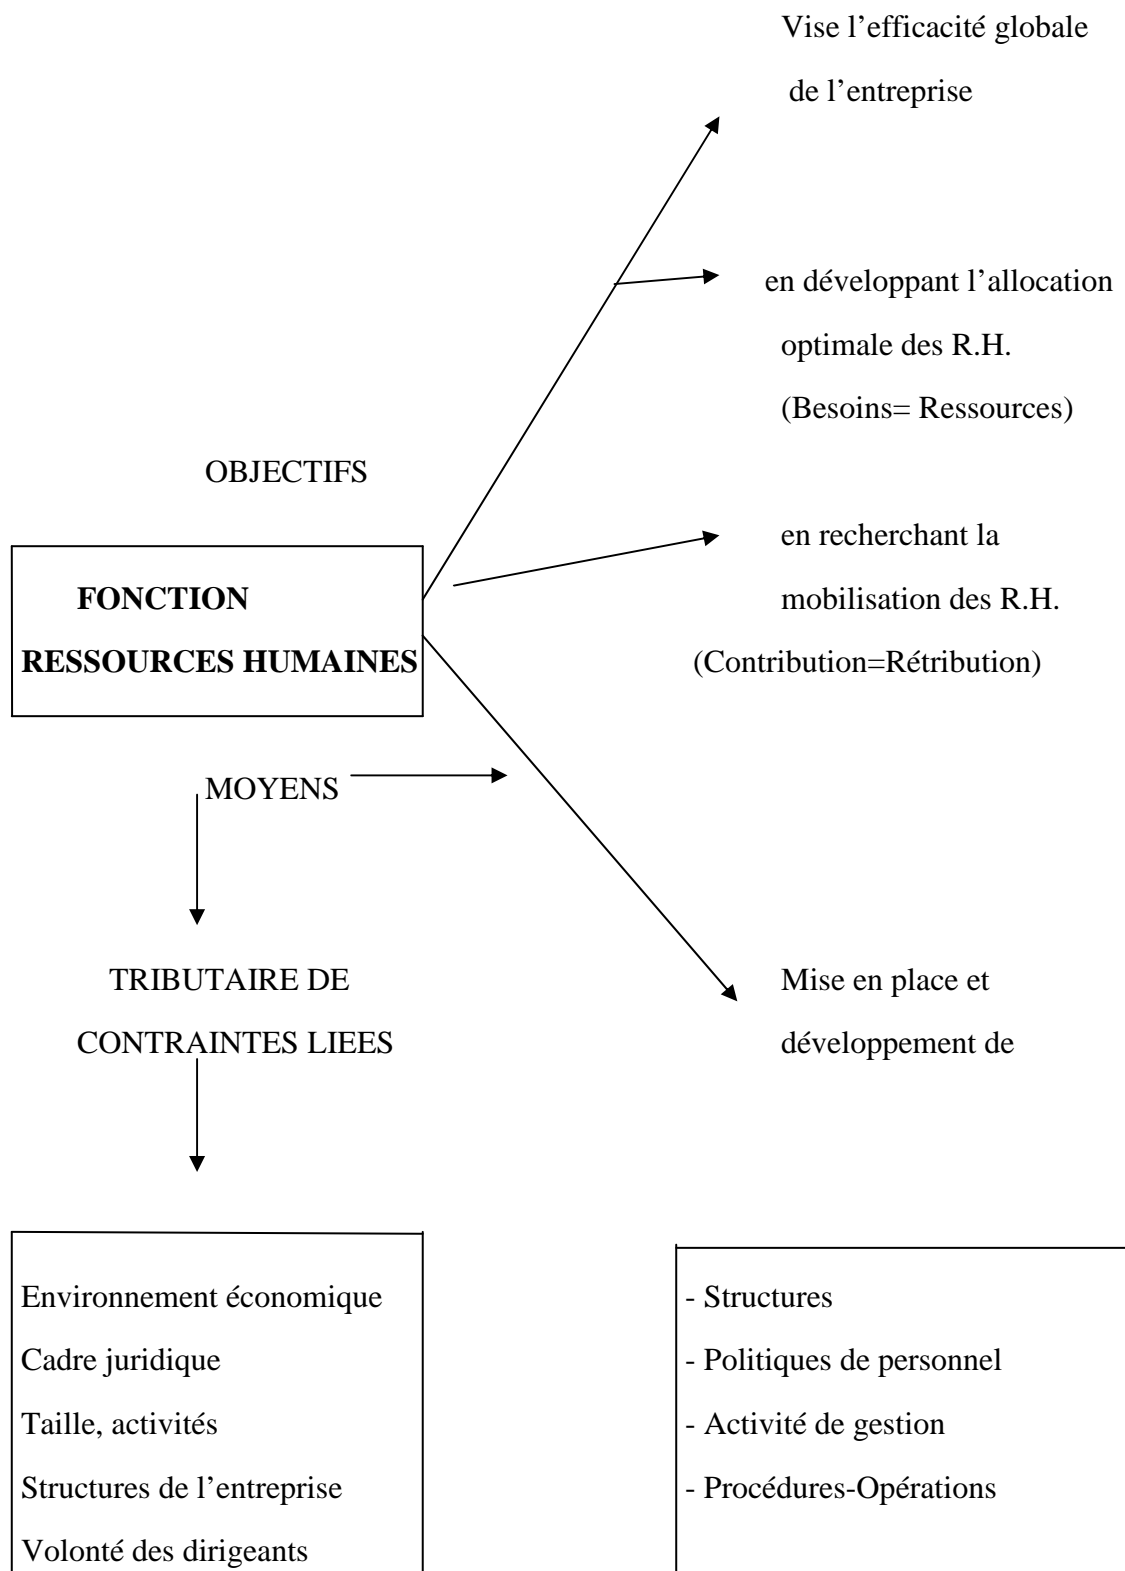 Vise l’efficacité globale
de l’entreprise
en développant l’allocation
optimale des R.H.
(Besoins= Ressources)
OBJECTIFS
en recherchant la
mobilisation des R.H.
(Contribution=Rétribution)
FONCTION
RESSOURCES HUMAINES
MOYENS
TRIBUTAIRE DE
CONTRAINTES LIEES
Mise en place et
développement de
Environnement économique
Cadre juridique
Taille, activités
Structures de l’entreprise
Volonté des dirigeants
- Structures
- Politiques de personnel
- Activité de gestion
- Procédures-Opérations